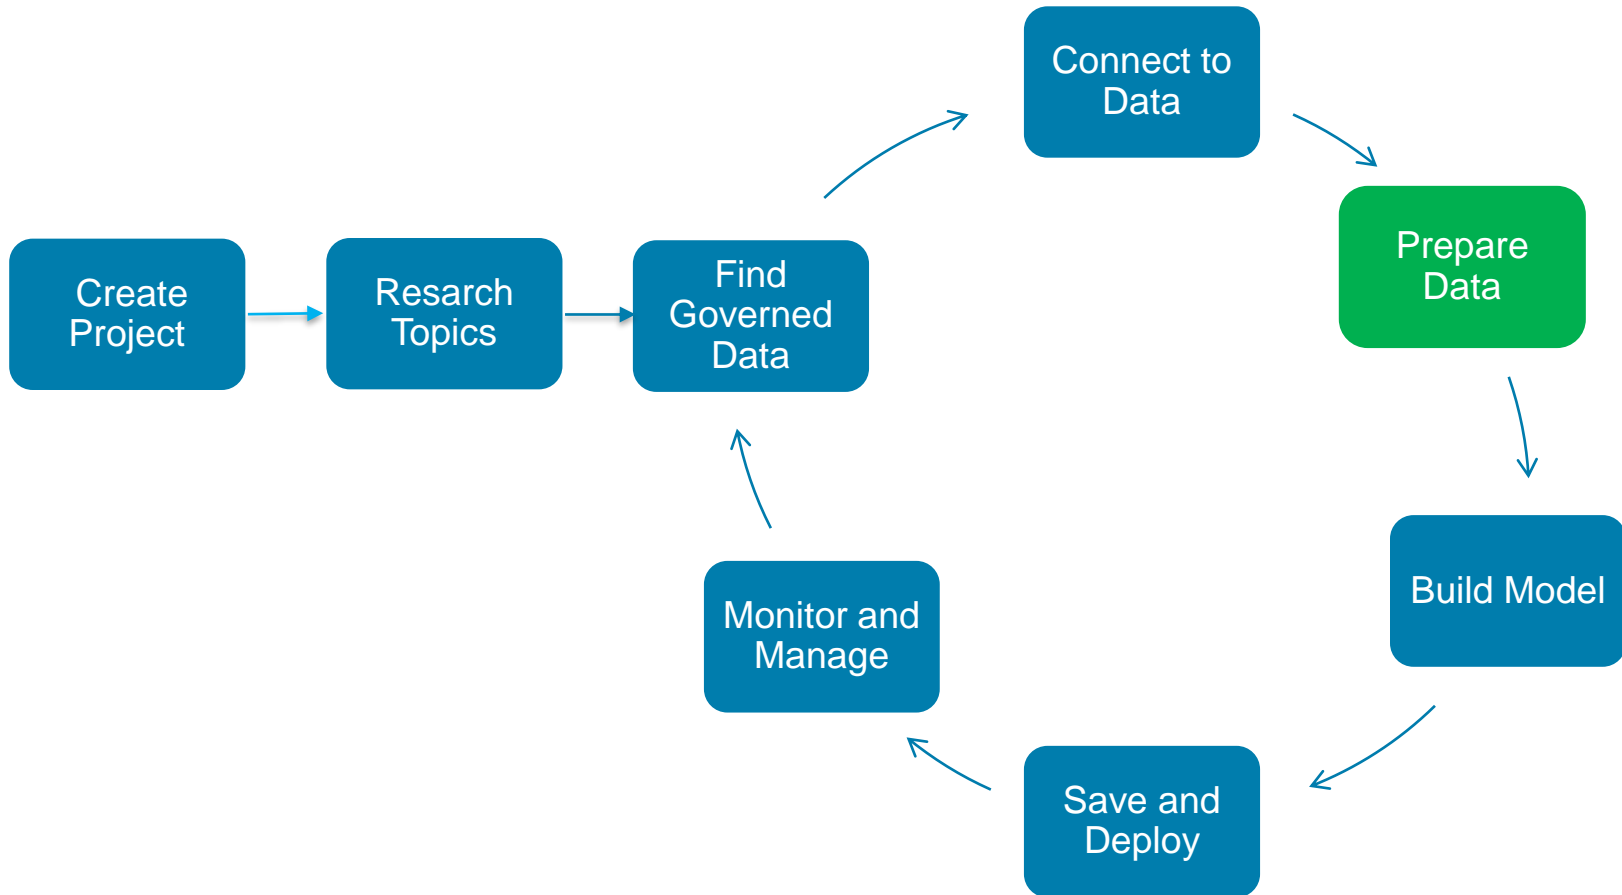 Create
Project
Resarch
Topics
Find
Governed
Data
Connect to
Data
Prepare
Data
Build Model
Save and
Deploy
Monitor and
Manage